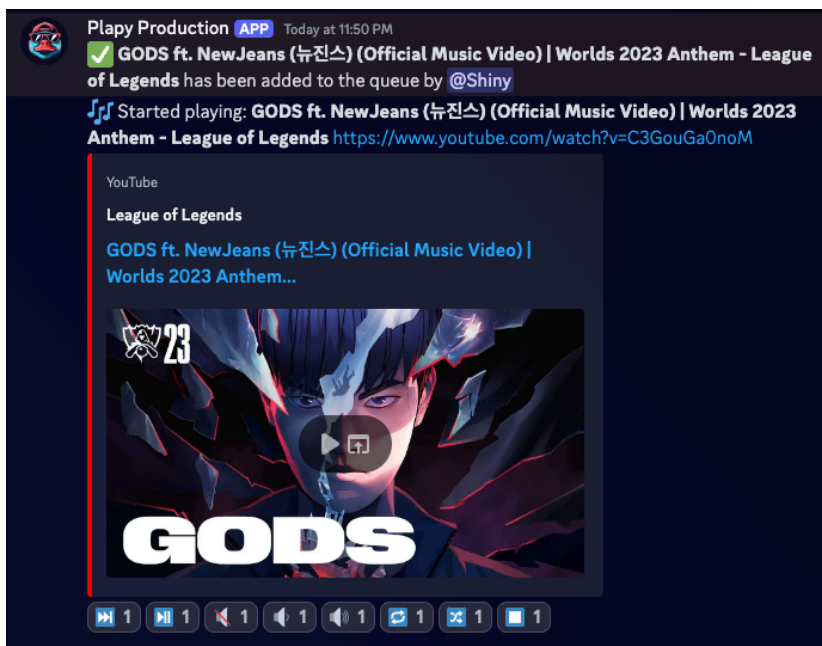 Plapy Production APP Today at 11:50 PM
✅ GODS ft. NewJeans (뉴진스) (Official Music Video) | Worlds 2023 Anthem - League
of Legends has been added to the queue by @Shiny
🎶 Started playing: GODS ft. NewJeans (뉴진스) (Official Music Video) | Worlds 2023
Anthem - League of Legends https://www.youtube.com/watch?v=C3GouGa0noM
YouTube
League of Legends
GODS ft. NewJeans (뉴진스) (Official Music Video) |
Worlds 2023 Anthem...
23
GODS
⏭ 1 ⏯ 1 🔇 1 🔉 1 🔊 1 🔁 1 🔀 1 ⏹ 1